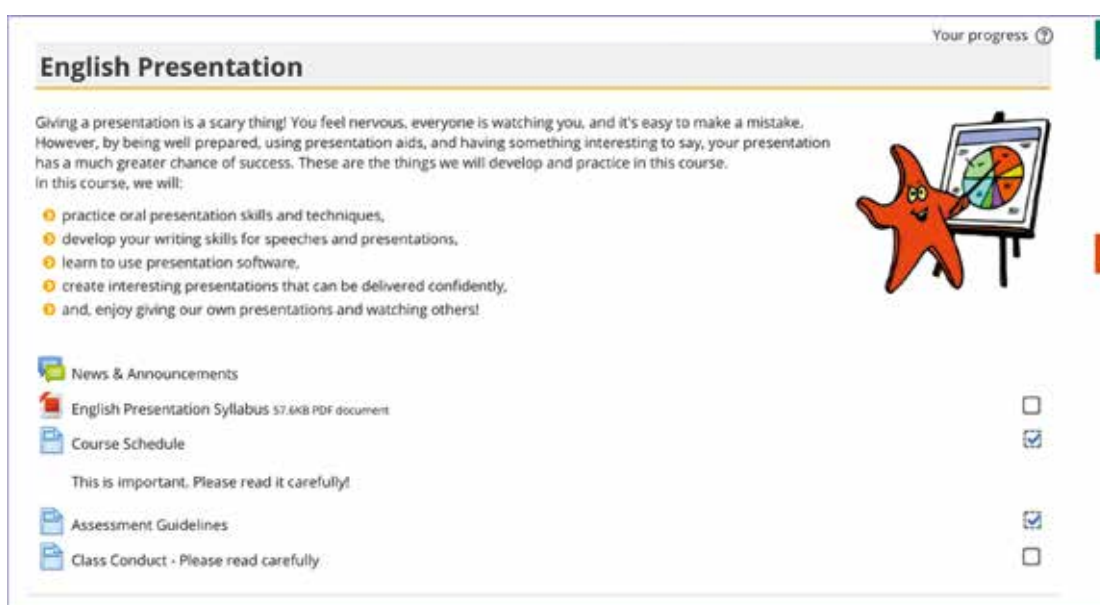 Your progress
English Presentation
Giving a presentation is a scary thing! You feel nervous, everyone is watching you, and it's easy to make a mistake.
However, by being well prepared, using presentation aids, and having something interesting to say, your presentation
has a much greater chance of success. These are the things we will develop and practice in this course.
In this course, we will:
practice oral presentation skills and techniques,
develop your writing skills for speeches and presentations,
learn to use presentation software,
create interesting presentations that can be delivered confidently,
and, enjoy giving our own presentations and watching others!
News & Announcements
English Presentation Syllabus 57.6KB PDF document
Course Schedule
This is important. Please read it carefully!
Assessment Guidelines
Class Conduct - Please read carefully